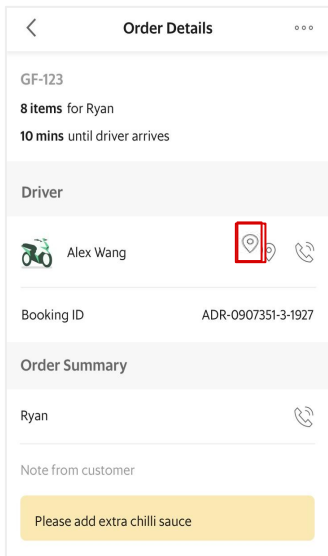 Order Details
GF-123
8 items for Ryan
10 mins until driver arrives
Driver
Alex Wang
Booking ID ADR-0907351-3-1927
Order Summary
Ryan
Note from customer
Please add extra chilli sauce